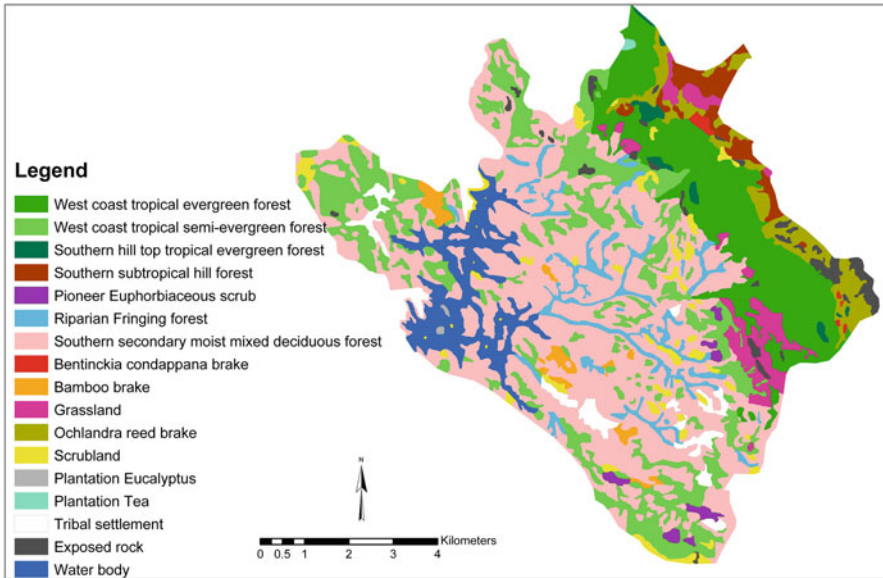 Legend
West coast tropical evergreen forest
West coast tropical semi-evergreen forest
Southern hill top tropical evergreen forest
Southern subtropical hill forest
Pioneer Euphorbiaceous scrub
Riparian Fringing forest
Southern secondary moist mixed deciduous forest
Bentinckia condappana brake
Bamboo brake
Grassland
Ochlandra reed brake
Scrubland
Plantation Eucalyptus
Plantation Tea
Tribal settlement
Exposed rock
Water body
N
Kilometers
0 0.5 1 2 3 4